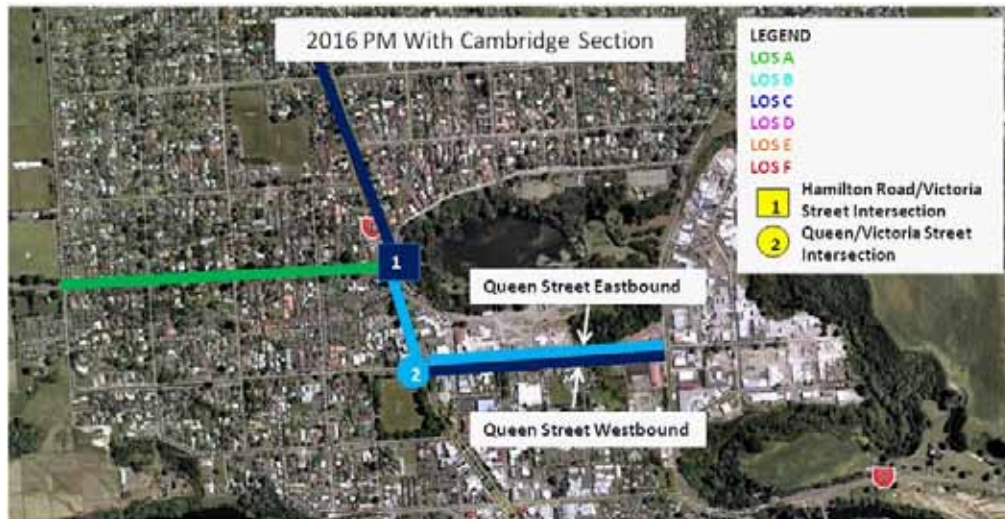 2016 PM With Cambridge Section
LEGEND
LOS A
LOS B
LOS C
LOS D
LOS E
LOS F
1 Hamilton Road/Victoria
Street Intersection
2 Queen/Victoria Street
Intersection
1
Queen Street Eastbound
2
Queen Street Westbound